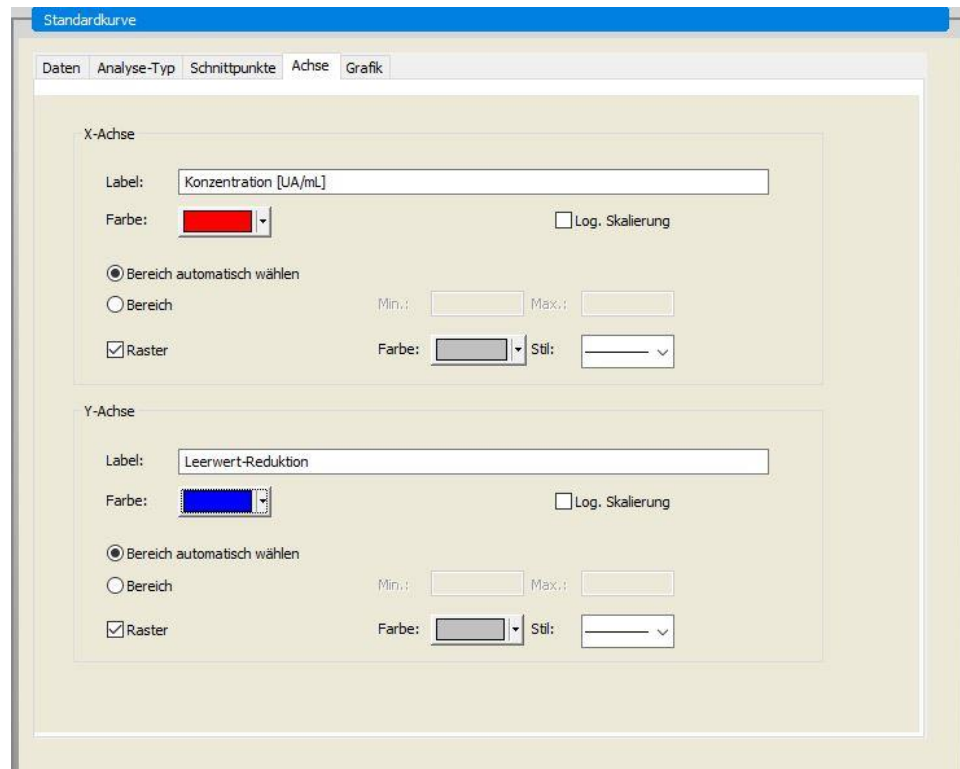 Standardkurve
Daten Analyse-Typ Schnittpunkte Achse Grafik
X-Achse
Label: Konzentration [UA/mL]
Farbe: Log. Skalierung
Bereich automatisch wählen
Bereich Min.: Max.:
Raster Farbe: Stil:
Y-Achse
Label: Leerwert-Reduktion
Farbe: Log. Skalierung
Bereich automatisch wählen
Bereich Min.: Max.:
Raster Farbe: Stil: